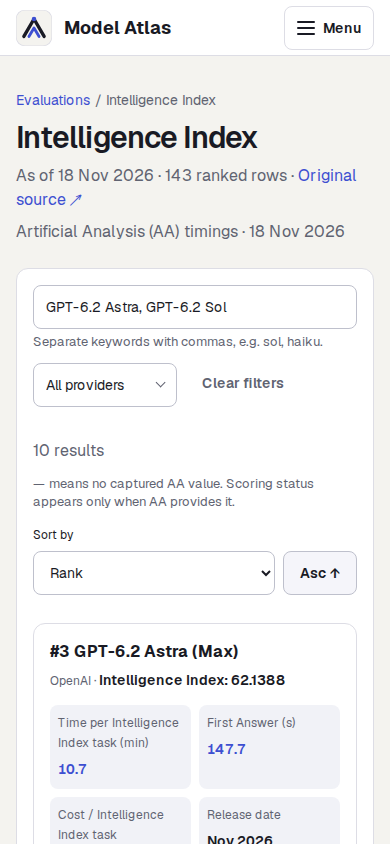 Model Atlas
Menu
Evaluations / Intelligence Index
Intelligence Index
As of 18 Nov 2026 · 143 ranked rows · Original
source ↗
Artificial Analysis (AA) timings · 18 Nov 2026
GPT-6.2 Astra, GPT-6.2 Sol
Separate keywords with commas, e.g. sol, haiku.
All providers
Clear filters
10 results
— means no captured AA value. Scoring status
appears only when AA provides it.
Sort by
Rank
Asc ↑
#3 GPT-6.2 Astra (Max)
OpenAI · Intelligence Index: 62.1388
Time per Intelligence
Index task (min)
10.7
First Answer (s)
147.7
Cost / Intelligence
Index task
Release date
Nov 2026